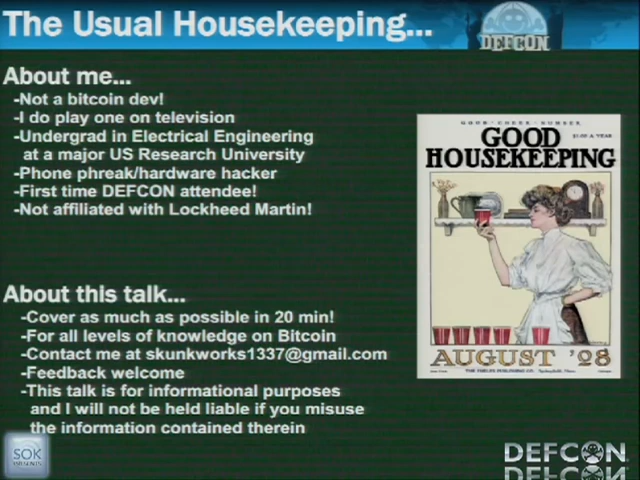 The Usual Housekeeping...
DEFCON
About me...
-Not a bitcoin dev!
-I do play one on television
-Undergrad in Electrical Engineering
at a major US Research University
-Phone phreak/hardware hacker
-First time DEFCON attendee!
-Not affiliated with Lockheed Martin!
GOOD
HOUSEKEEPING
AUGUST '08
About this talk...
-Cover as much as possible in 20 min!
-For all levels of knowledge on Bitcoin
-Contact me at skunkworks1337@gmail.com
-Feedback welcome
-This talk is for informational purposes
and I will not be held liable if you misuse
the information contained therein
SOK
DEFCON